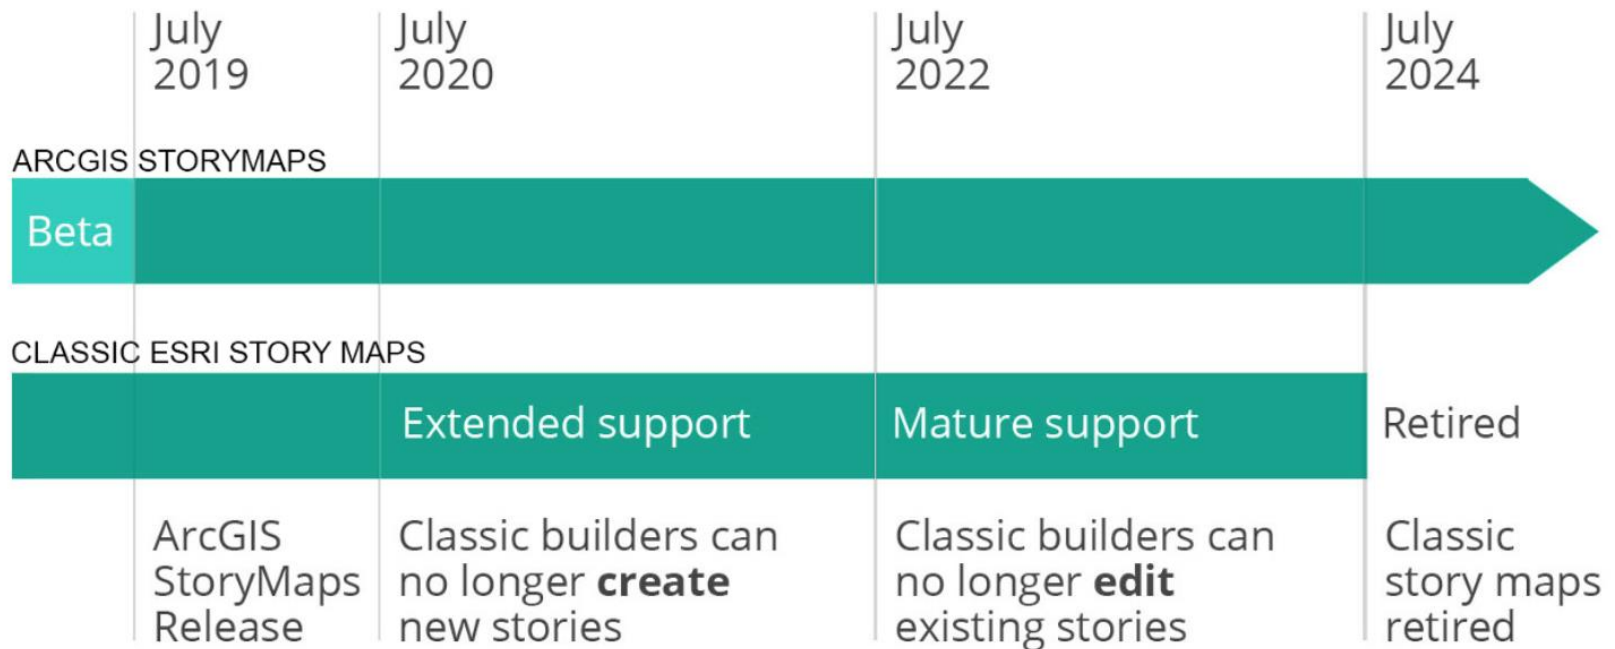 July
2019
July
2020
July
2022
July
2024
ARCGIS STORYMAPS
Beta
CLASSIC ESRI STORY MAPS
Extended support
Mature support
Retired
ArcGIS
StoryMaps
Release
Classic builders can
no longer create
new stories
Classic builders can
no longer edit
existing stories
Classic
story maps
retired